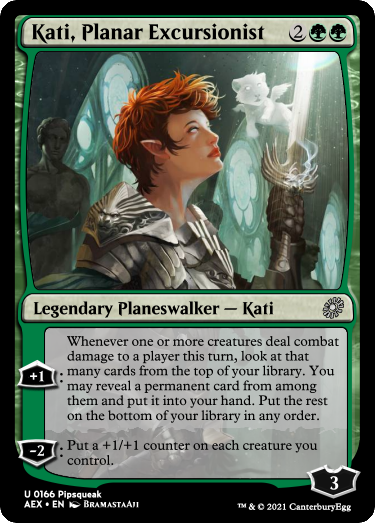 Kati, Planar Excursionist 2
Legendary Planeswalker — Kati
+1: Whenever one or more creatures deal combat
damage to a player this turn, look at that
many cards from the top of your library. You
may reveal a permanent card from among
them and put it into your hand. Put the rest
on the bottom of your library in any order.
-2: Put a +1/+1 counter on each creature you
control.
3
U 0166 Pipsqueak
AEX • EN BramastaAji
™ & © 2021 CanterburyEgg